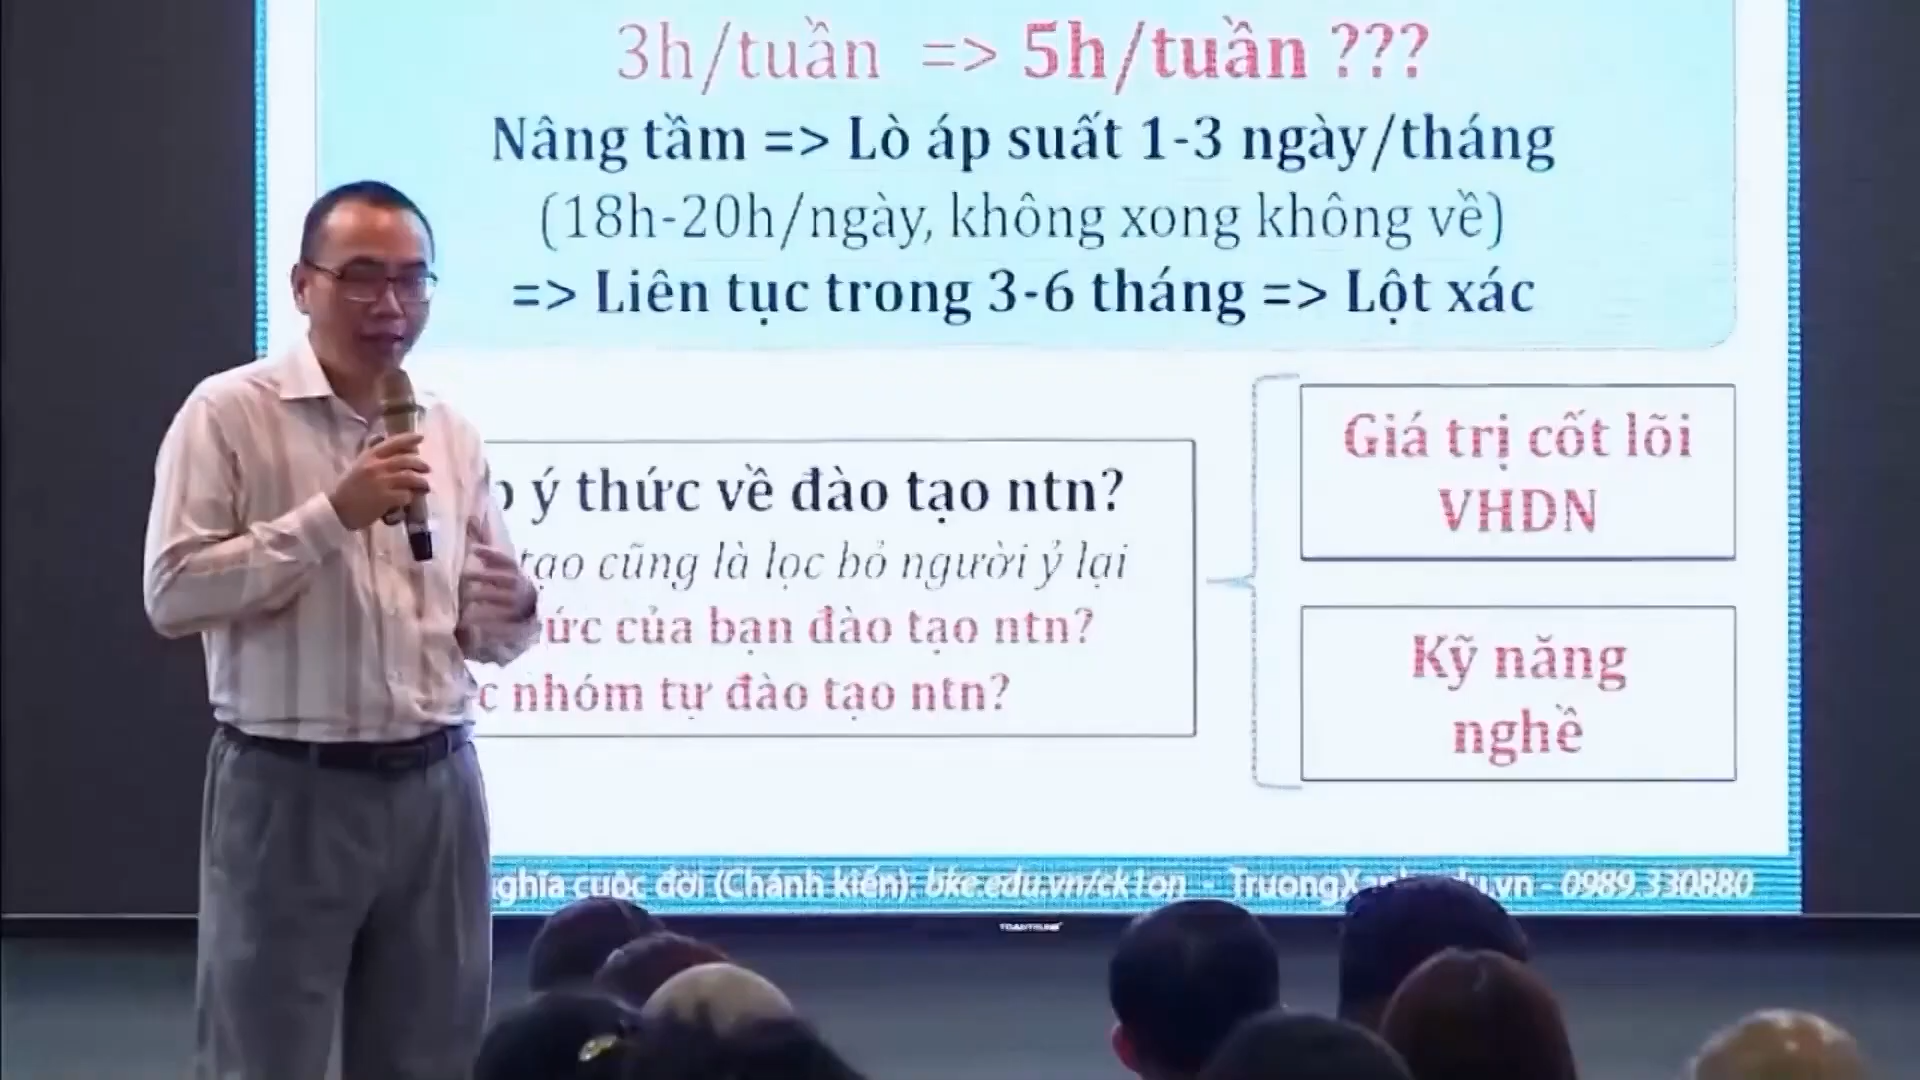 3h/tuần => 5h/tuần ???
Nâng tầm => Lò áp suất 1-3 ngày/tháng
(18h-20h/ngày, không xong không về)
=> Liên tục trong 3-6 tháng => Lột xác
ý thức về đào tạo ntn?
tạo cũng là lọc bỏ người ỷ lại
của bạn đào tạo ntn?
nhóm tự đào tạo ntn?
Giá trị cốt lõi
VHDN
Kỹ năng
nghề
nghĩa cuộc đời (Chánh kiến): bke.edu.vn/ck1on - 0989.330880